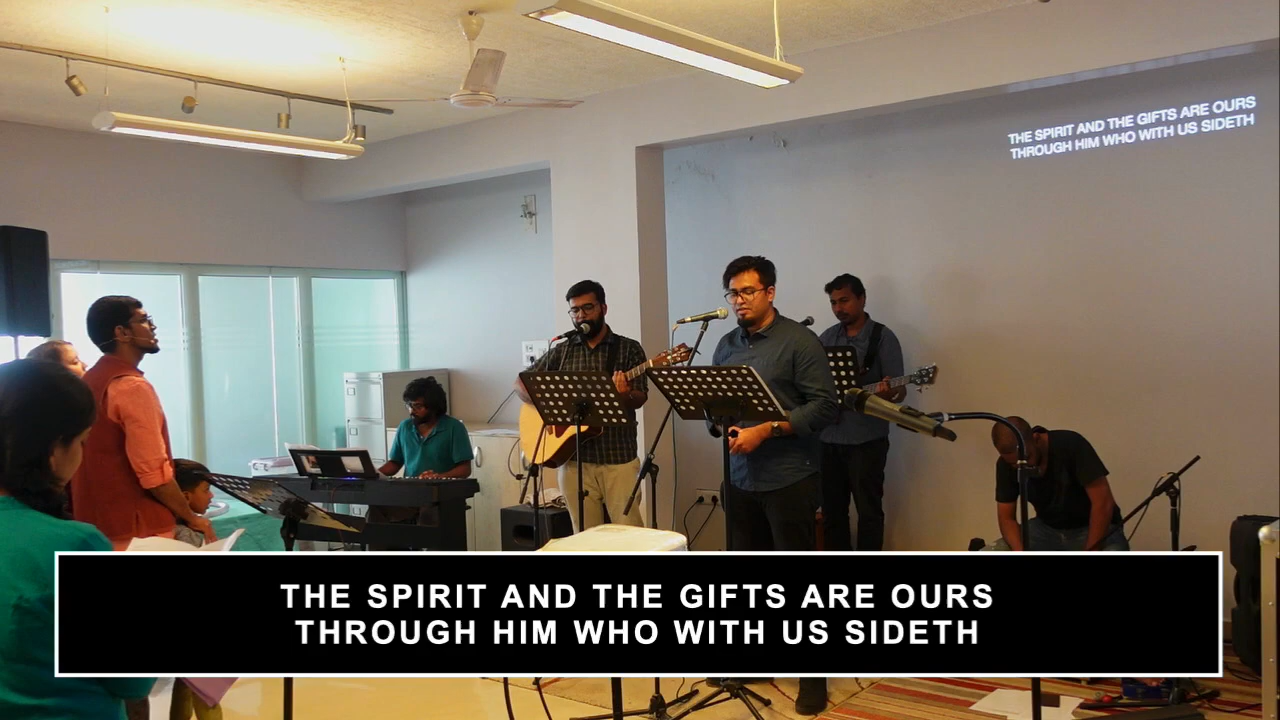 THE SPIRIT AND THE GIFTS ARE OURS
THROUGH HIM WHO WITH US SIDETH
THE SPIRIT AND THE GIFTS ARE OURS
THROUGH HIM WHO WITH US SIDETH